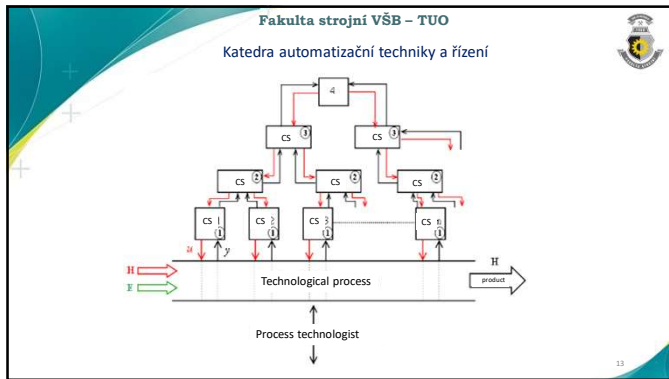 Fakulta strojní VŠB – TUO
Katedra automatizační techniky a řízení
4
CS 3
CS 3
CS 2
CS 2
CS 2
CS 1 1
CS 2 1
CS 3 1
CS n 1
u y
H
H
E
Technological process
product
Process technologist
13